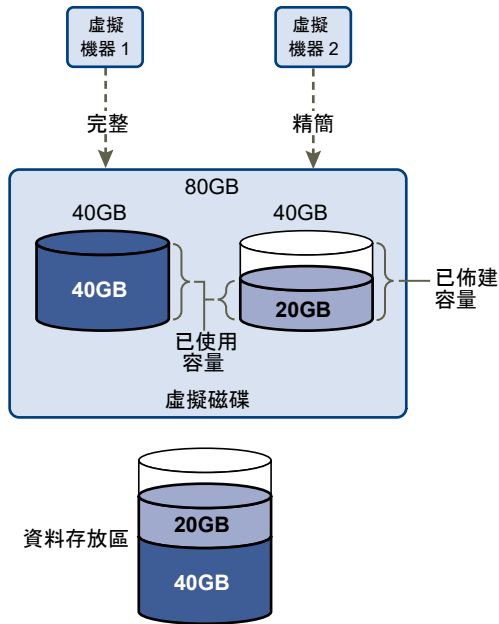 虛擬
機器 1
虛擬
機器 2
完整
精簡
80GB
40GB
40GB
40GB
20GB
已佈建
容量
已使用
容量
虛擬磁碟
資料存放區
20GB
40GB